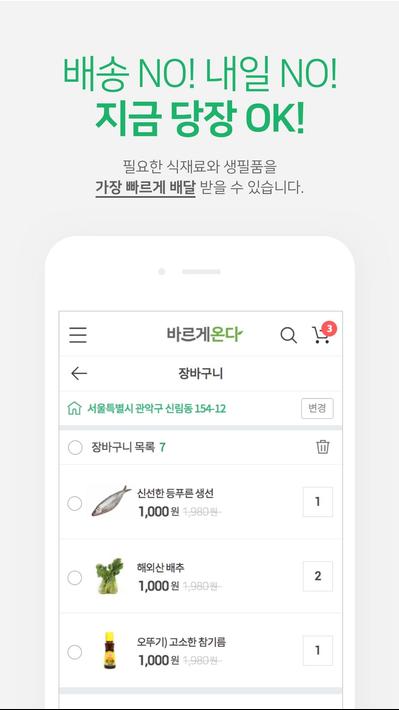 배송 NO! 내일 NO!
지금 당장 OK!
필요한 식재료와 생필품을
가장 빠르게 배달 받을 수 있습니다.
바르게온다
3
장바구니
서울특별시 관악구 신림동 154-12
변경
장바구니 목록 7
신선한 등푸른 생선
1,000원 1,980원
1
해외산 배추
1,000원 1,980원
2
오뚜기) 고소한 참기름
1,000원 1,980원
1